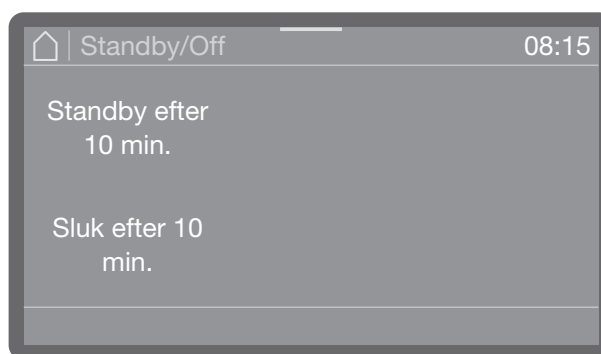 Standby/Off 08:15
Standby efter
10 min.
Sluk efter 10
min.